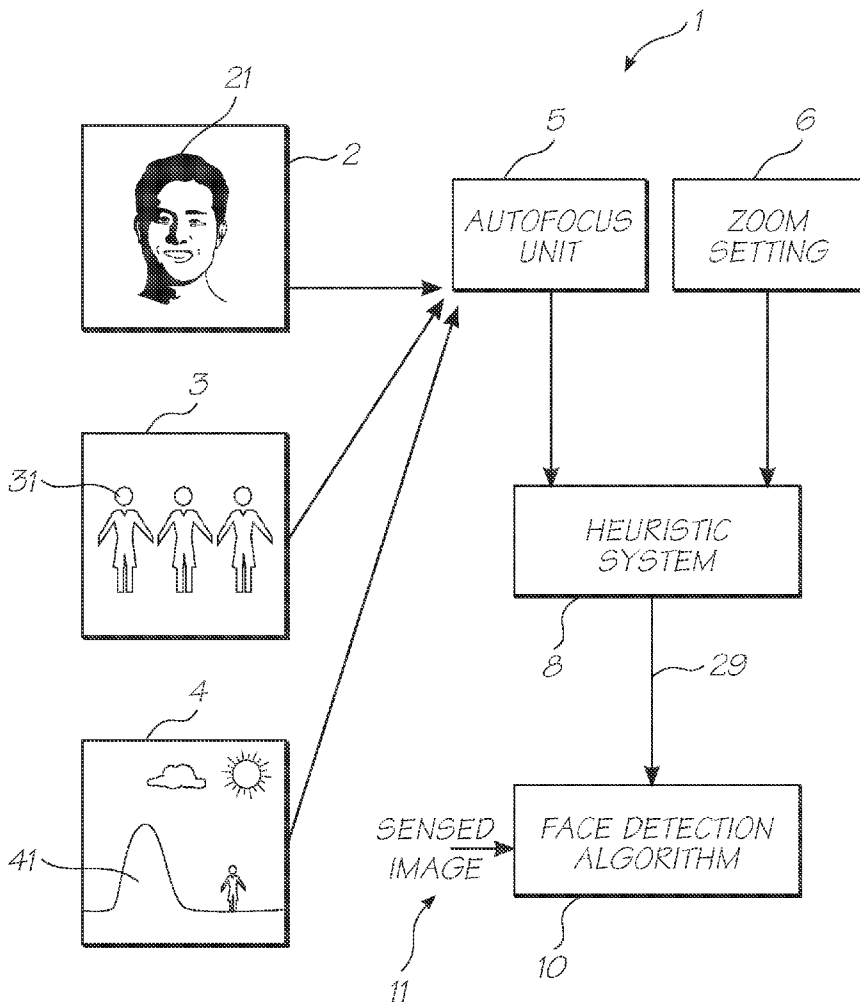 1
21
2
5
6
AUTOFOCUS
UNIT
ZOOM
SETTING
3
31
HEURISTIC
SYSTEM
8
29
4
41
SENSED
IMAGE
FACE DETECTION
ALGORITHM
11
10